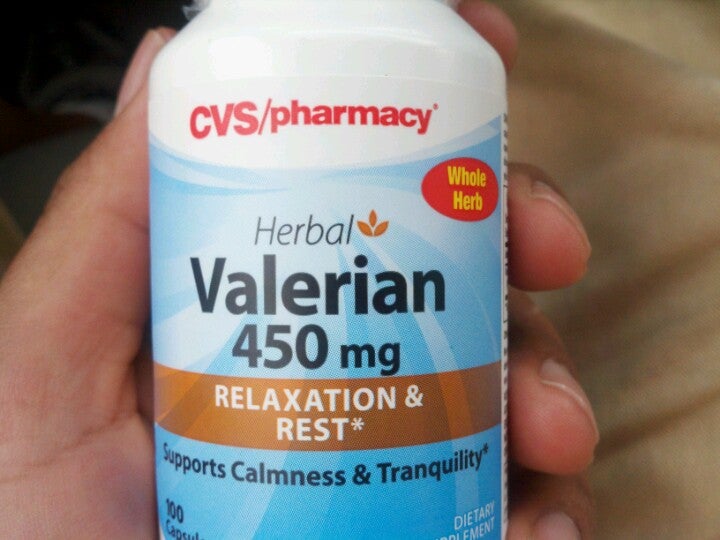 CVS/pharmacy®
Whole
Herb
Herbal
Valerian
450 mg
RELAXATION &
REST*
Supports Calmness & Tranquility*
100
DIETARY